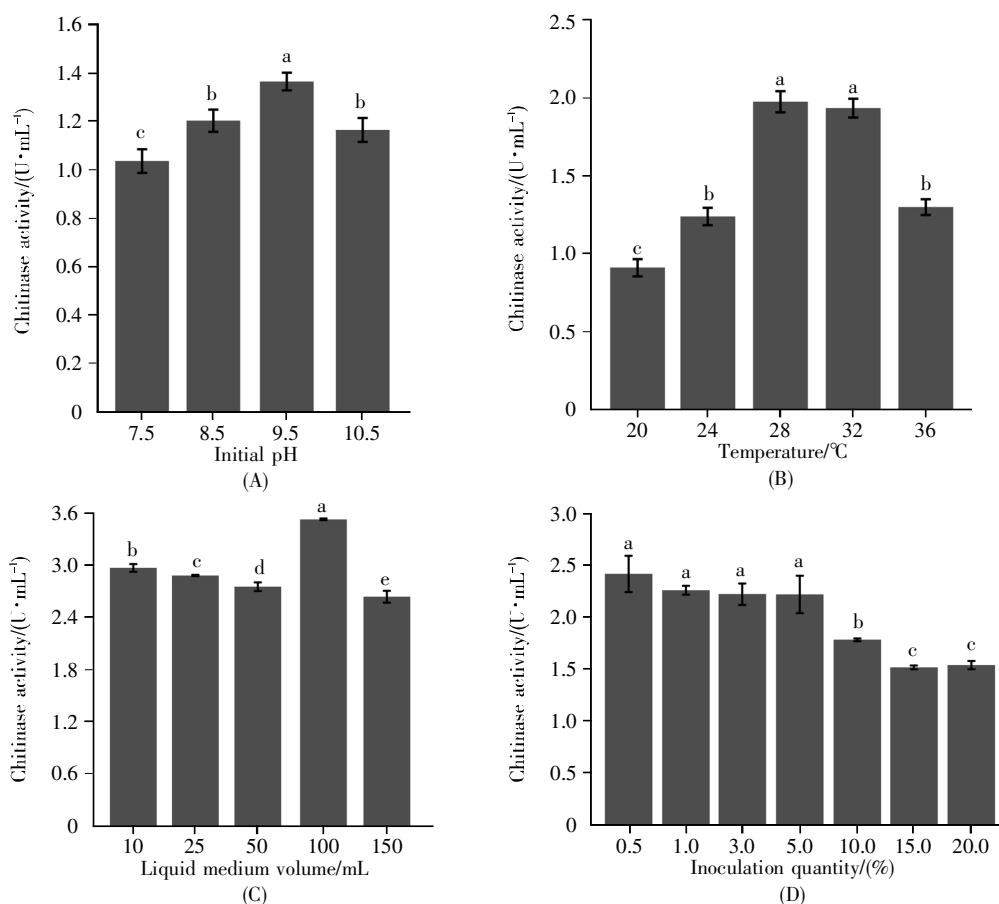 Chitinase activity/(U·mL⁻¹)
1.6
1.4
1.2
1.0
0.8
0.6
0.4
0.2
0
c
b
a
b
7.5 8.5 9.5 10.5
Initial pH
(A)
Chitinase activity/(U·mL⁻¹)
2.5
2.0
1.5
1.0
0.5
0
c
b
a
a
b
20 24 28 32 36
Temperature/℃
(B)
Chitinase activity/(U·mL⁻¹)
3.6
3.0
2.4
1.8
1.2
0.6
0
b
c
d
a
e
10 25 50 100 150
Liquid medium volume/mL
(C)
Chitinase activity/(U·mL⁻¹)
3.0
2.5
2.0
1.5
1.0
0.5
0
a
a
a
a
b
c
c
0.5 1.0 3.0 5.0 10.0 15.0 20.0
Inoculation quantity/(%)
(D)